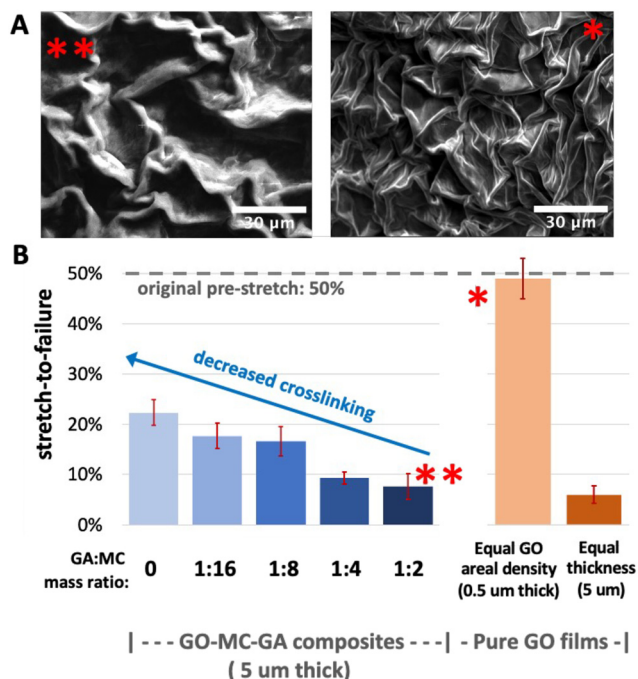 A
**
*
30 µm
30 µm
B
50%
original pre-stretch: 50%
40%
30%
20%
10%
0%
stretch-to-failure
decreased crosslinking
*
**
GA:MC
mass ratio:
0
1:16
1:8
1:4
1:2
Equal GO
areal density
(0.5 um thick)
Equal
thickness
(5 um)
| - - - GO-MC-GA composites - - - | - Pure GO films - |
( 5 um thick)